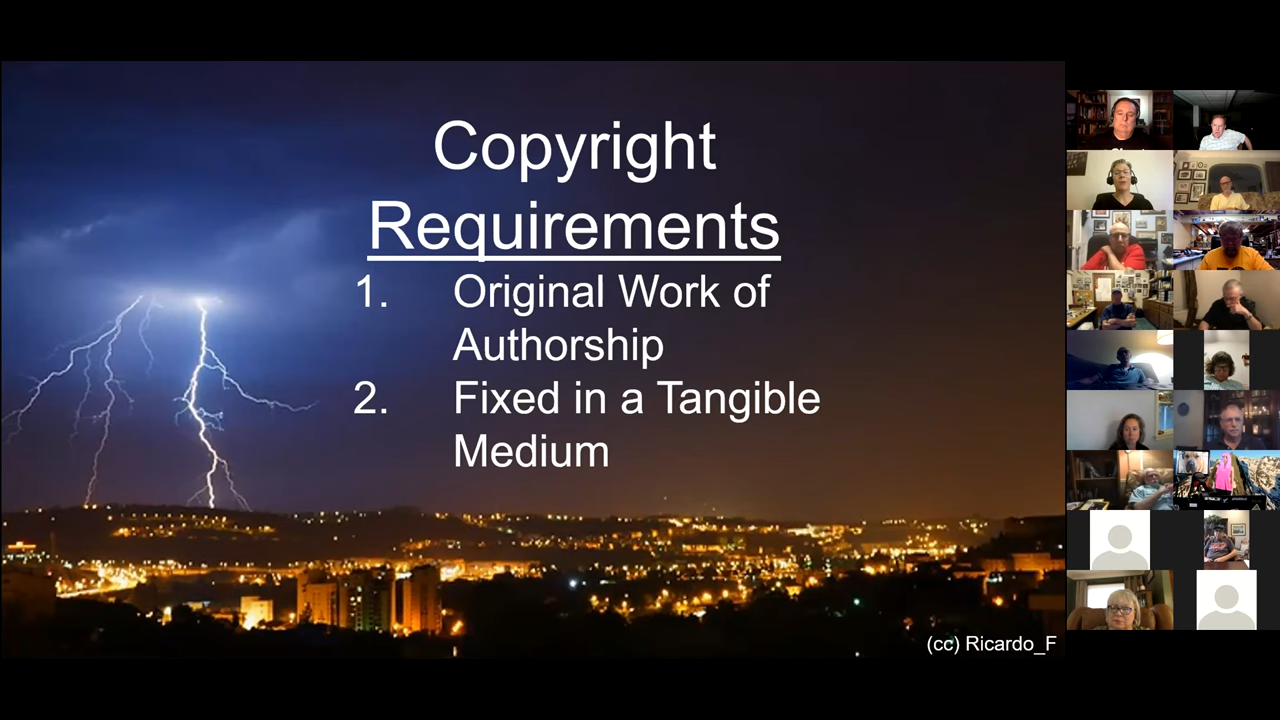 Copyright
Requirements
1. Original Work of
Authorship
2. Fixed in a Tangible
Medium
(cc) Ricardo_F